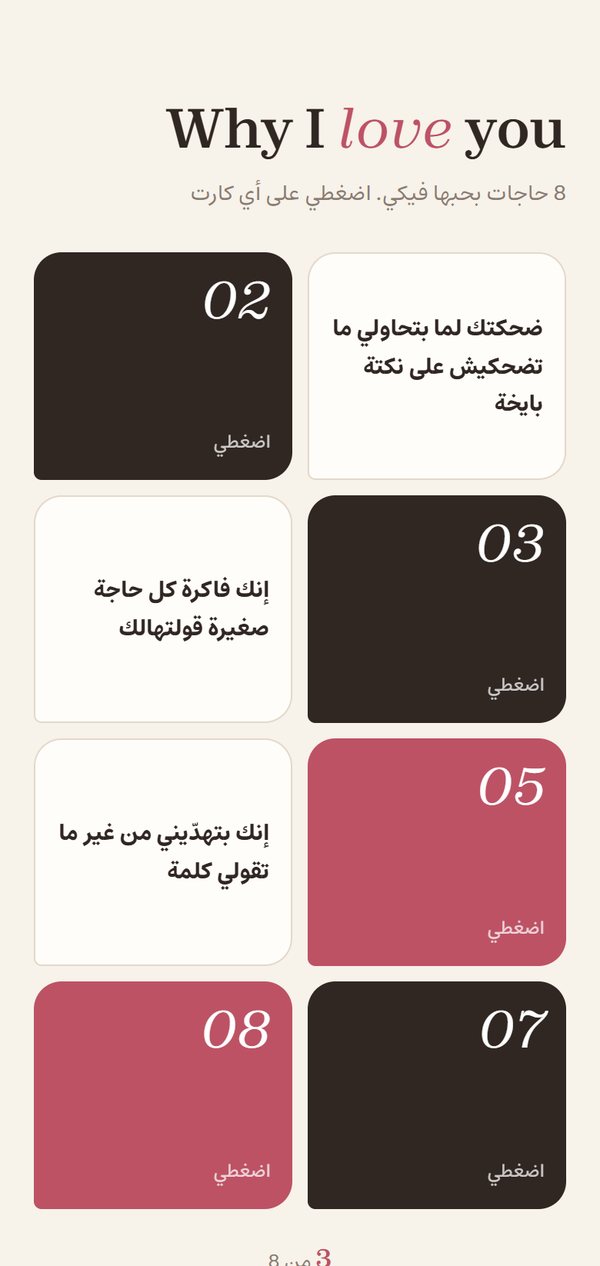 Why I love you
8 حاجات بحبها فيكي. اضغطي على أي كارت
ضحكتك لما بتحاولي ما
تضحكيش على نكتة
بايخة
02
اضغطي
03
اضغطي
إنك فاكرة كل حاجة
صغيرة قولتهالك
05
اضغطي
إنك بتهدّيني من غير ما
تقولي كلمة
07
اضغطي
08
اضغطي
3 من 8